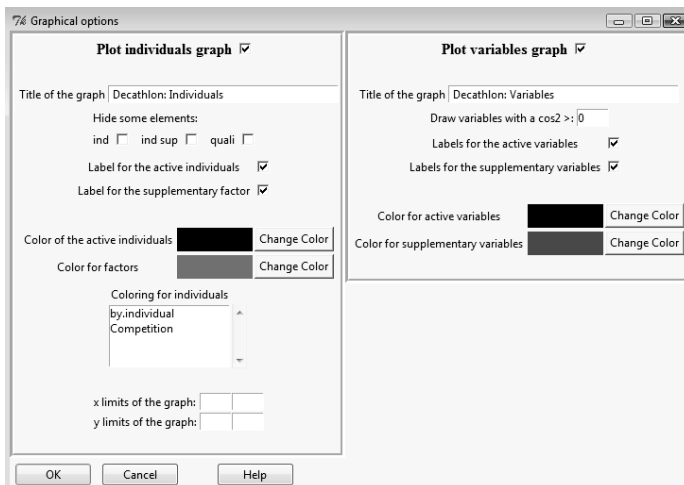 7% Graphical options
Plot individuals graph
Title of the graph Decathlon: Individuals
Hide some elements:
ind ind sup quali
Label for the active individuals
Label for the supplementary factor
Color of the active individuals Change Color
Color for factors Change Color
Coloring for individuals
by.individual
Competition
x limits of the graph:
y limits of the graph:
Plot variables graph
Title of the graph Decathlon: Variables
Draw variables with a cos2 >: 0
Labels for the active variables
Labels for the supplementary variables
Color for active variables Change Color
Color for supplementary variables Change Color
OK Cancel Help